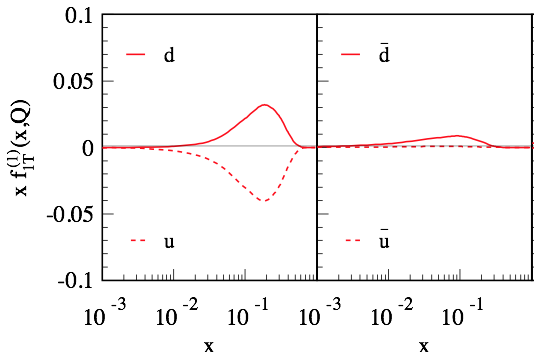 0.1
0.05
0
-0.05
-0.1
x f₁T⁽¹⁾(x,Q)
d
u
d̄
ū
10⁻³ 10⁻² 10⁻¹ 10⁻³ 10⁻² 10⁻¹
x x